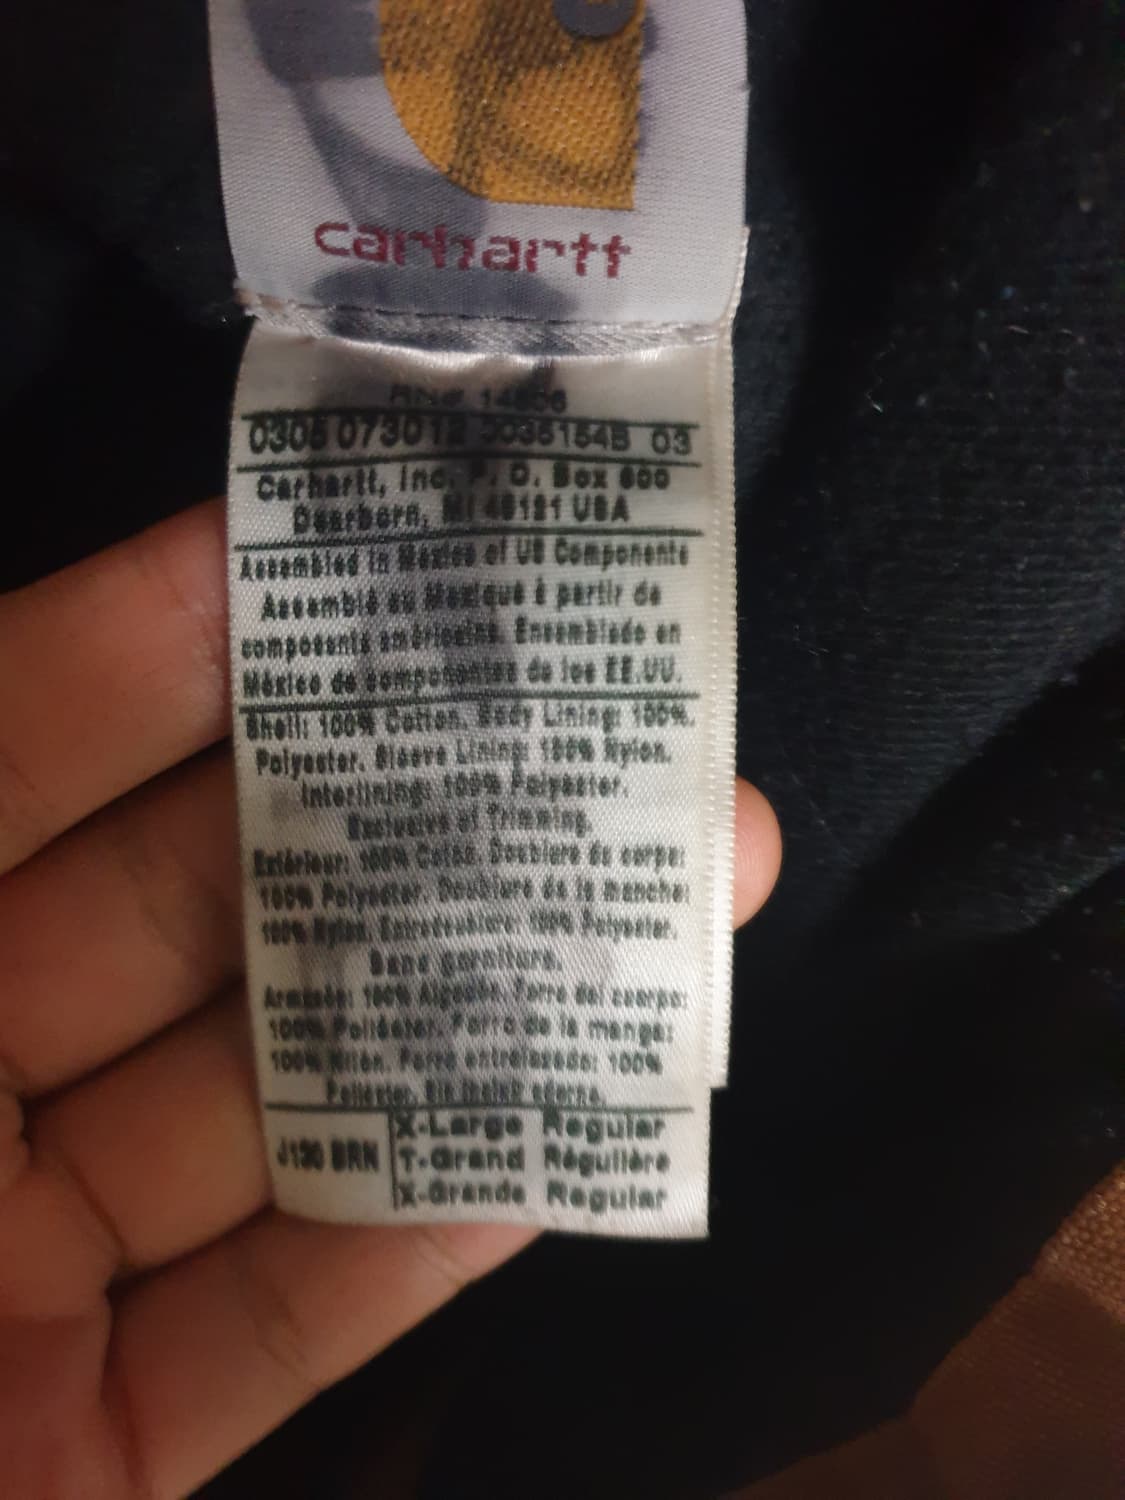 carhartt
RN# 14806
0305 073012 0035154B 03
Carhartt, Inc. P. O. Box 600
Dearborn, MI 48121 USA
Assembled in Mexico of US Components
Assemblé au Mexique à partir de
composants américains. Ensamblado en
México de componentes de los EE.UU.
Shell: 100% Cotton. Body Lining: 100%
Polyester. Sleeve Lining: 100% Nylon.
Interlining: 100% Polyester.
Exclusive of Trimming.
Extérieur: 100% Coton. Doublure de corps:
100% Polyester. Doublure de la manche:
100% Nylon. Entredoublure: 100% Polyester.
Sans garniture.
Armazón: 100% Algodón. Forro del cuerpo:
100% Poliéster. Forro de la manga:
100% Nilón. Forro entrelazado: 100%
Poliéster. Sin
BRN
X-Large Regular
T-Grand Régulière
X-Grande Regular